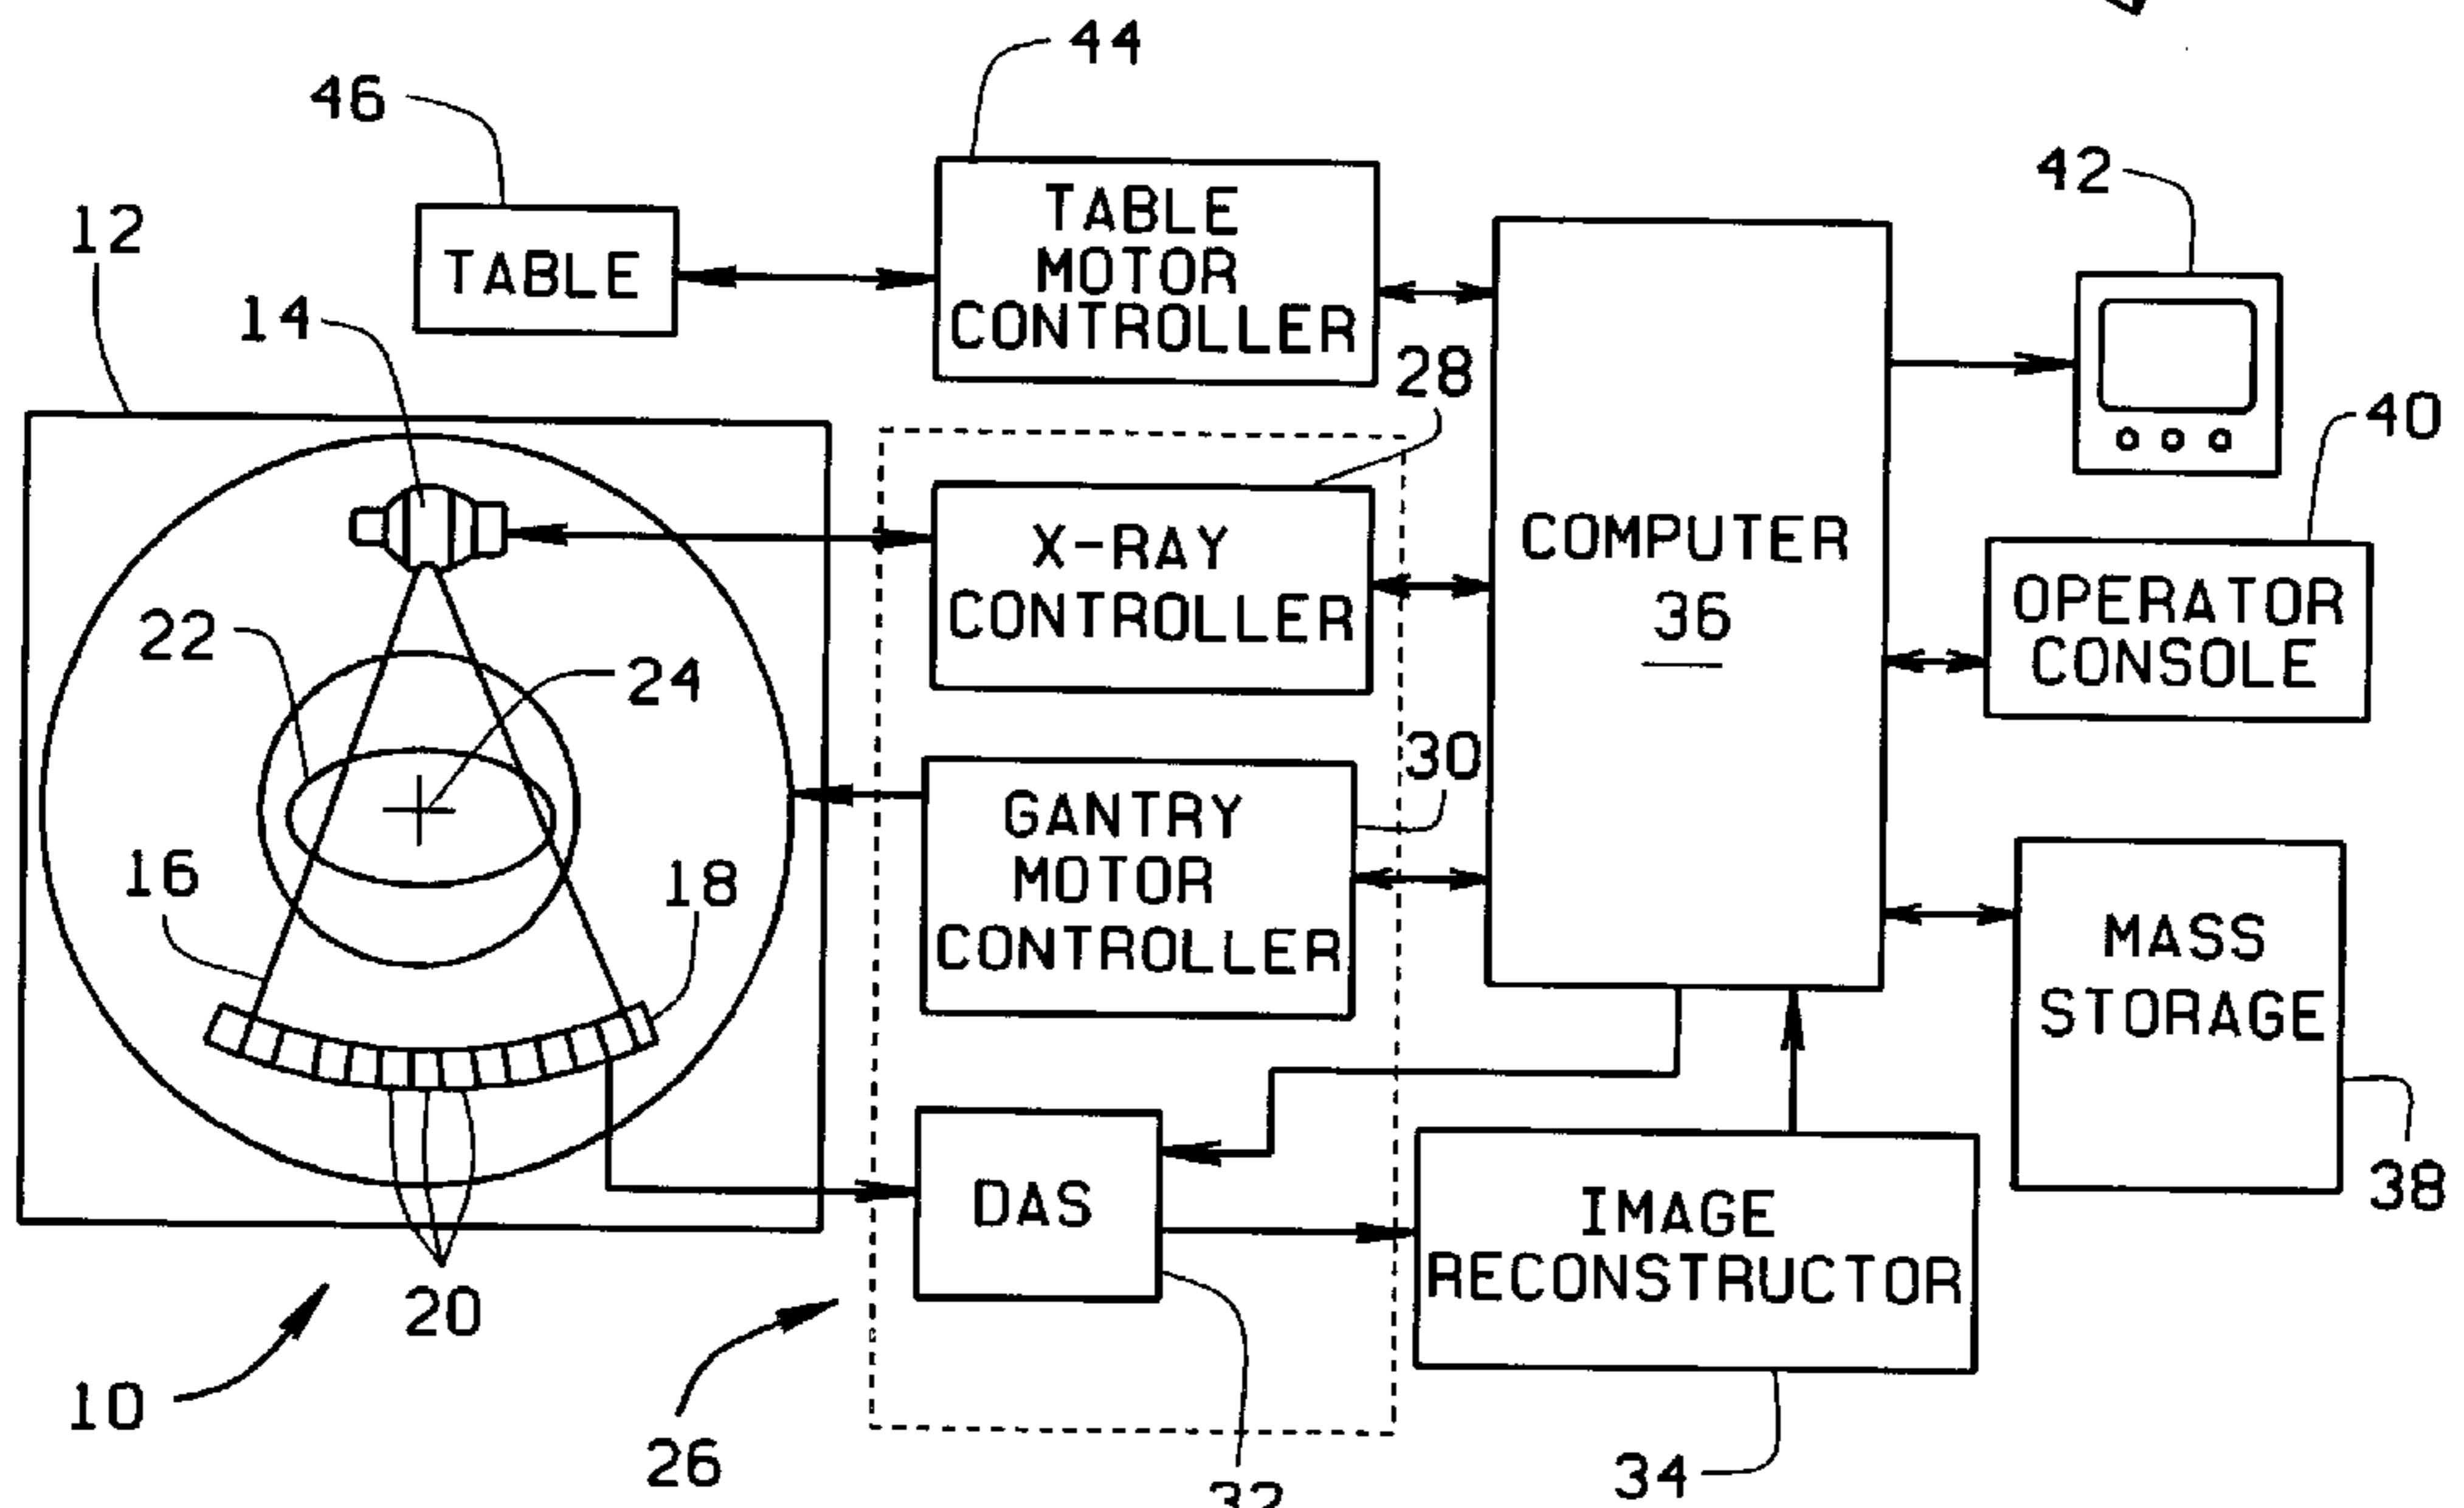 44
46
42
12
TABLE
MOTOR
CONTROLLER
TABLE
14
28
40
X-RAY
CONTROLLER
COMPUTER
36
OPERATOR
CONSOLE
22
24
30
GANTRY
MOTOR
CONTROLLER
16
18
MASS
STORAGE
38
DAS
IMAGE
RECONSTRUCTOR
20
10
26
32
34